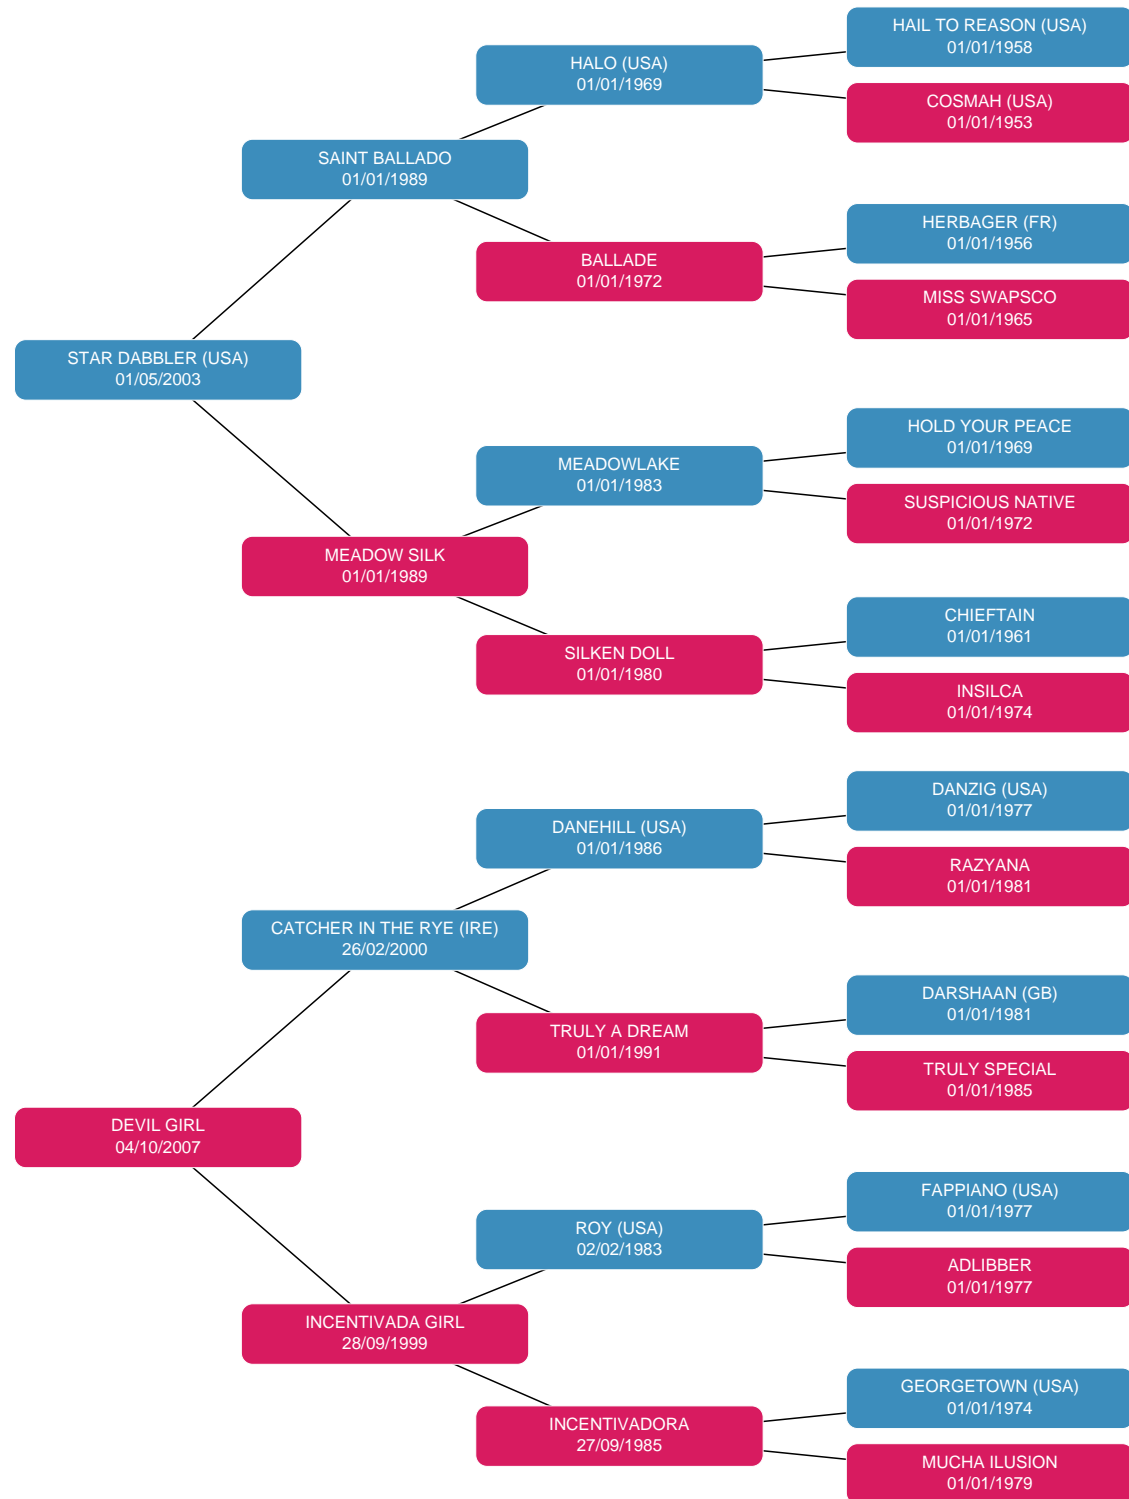 HAIL TO REASON (USA)
01/01/1958
HALO (USA)
01/01/1969
COSMAH (USA)
01/01/1953
SAINT BALLADO
01/01/1989
HERBAGER (FR)
01/01/1956
BALLADE
01/01/1972
MISS SWAPSCO
01/01/1965
STAR DABBLER (USA)
01/05/2003
HOLD YOUR PEACE
01/01/1969
MEADOWLAKE
01/01/1983
SUSPICIOUS NATIVE
01/01/1972
MEADOW SILK
01/01/1989
CHIEFTAIN
01/01/1961
SILKEN DOLL
01/01/1980
INSILCA
01/01/1974
DANZIG (USA)
01/01/1977
DANEHILL (USA)
01/01/1986
RAZYANA
01/01/1981
CATCHER IN THE RYE (IRE)
26/02/2000
DARSHAAN (GB)
01/01/1981
TRULY A DREAM
01/01/1991
TRULY SPECIAL
01/01/1985
DEVIL GIRL
04/10/2007
FAPPIANO (USA)
01/01/1977
ROY (USA)
02/02/1983
ADLIBBER
01/01/1977
INCENTIVADA GIRL
28/09/1999
GEORGETOWN (USA)
01/01/1974
INCENTIVADORA
27/09/1985
MUCHA ILUSION
01/01/1979